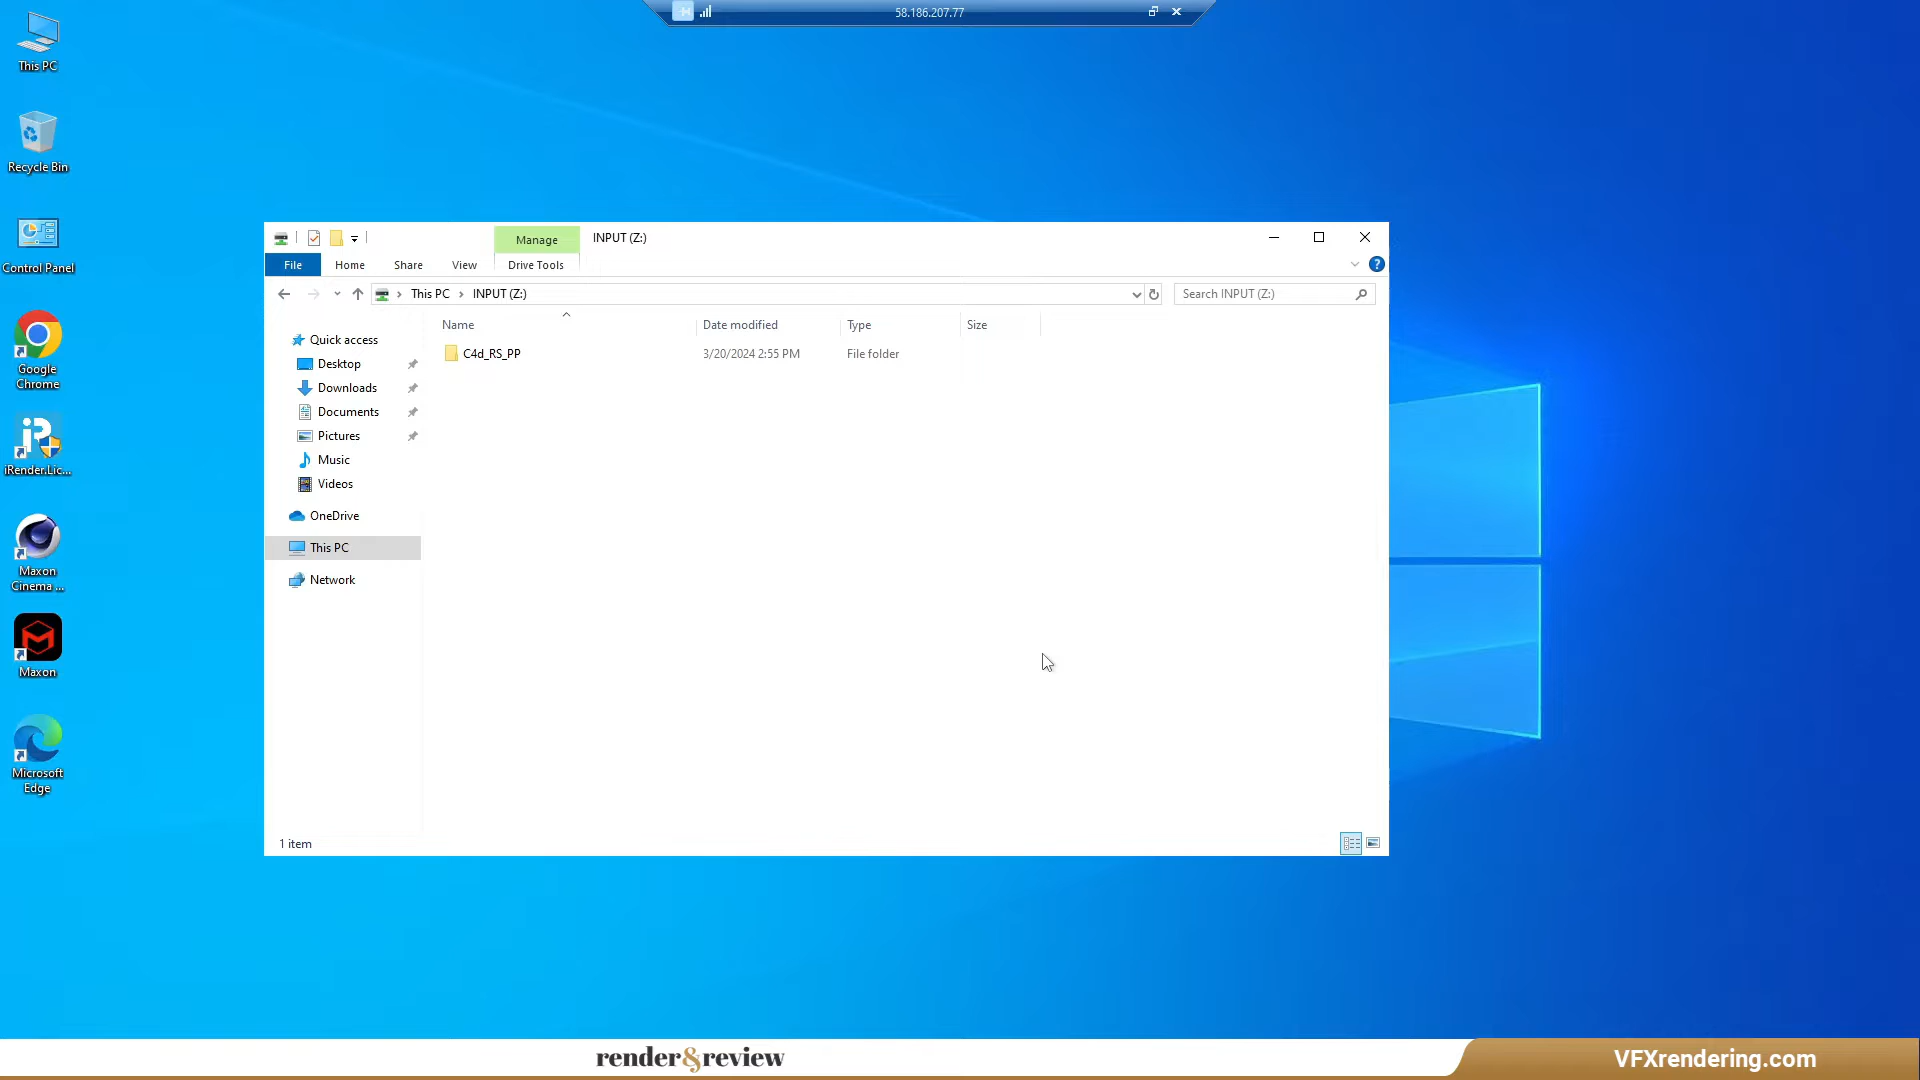 58.186.207.77
This PC
Recycle Bin
Control Panel
Google
Chrome
iRender.Lic...
Maxon
Cinema ...
Maxon
Microsoft
Edge
Manage
INPUT (Z:)
File
Home
Share
View
Drive Tools
This PC
INPUT (Z:)
Search INPUT (Z:)
Name
Date modified
Type
Size
C4d_RS_PP
3/20/2024 2:55 PM
File folder
Quick access
Desktop
Downloads
Documents
Pictures
Music
Videos
OneDrive
This PC
Network
1 item
render&review
VFXrendering.com